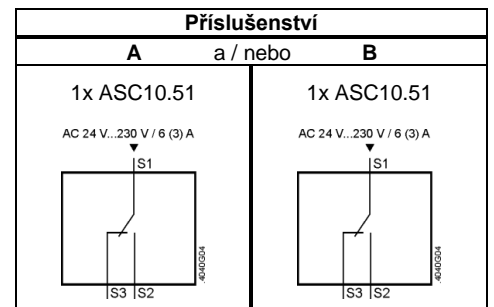 Příslušenství
A a / nebo B
1x ASC10.51
AC 24 V...230 V / 6 (3) A
S1
4040G04
S3 S2
1x ASC10.51
AC 24 V...230 V / 6 (3) A
S1
4040G04
S3 S2